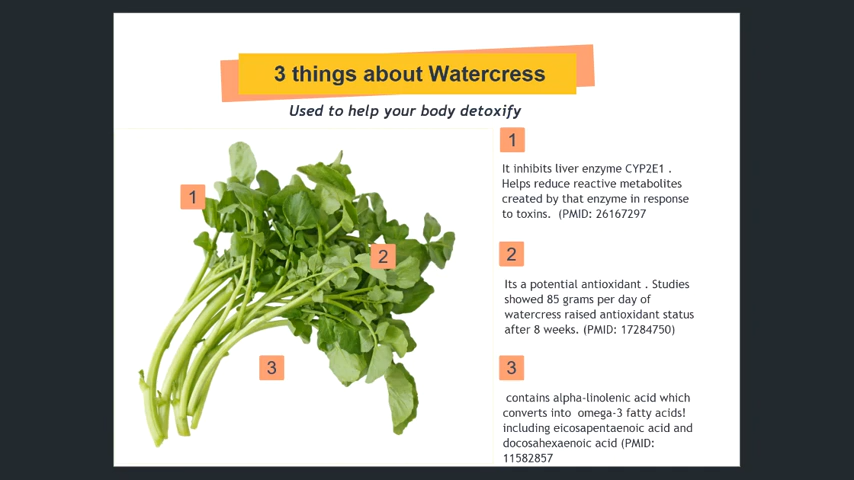 3 things about Watercress
Used to help your body detoxify
1
It inhibits liver enzyme CYP2E1 .
Helps reduce reactive metabolites
created by that enzyme in response
to toxins.  (PMID: 26167297
1
2
2
Its a potential antioxidant . Studies
showed 85 grams per day of
watercress raised antioxidant status
after 8 weeks. (PMID: 17284750)
3
3
contains alpha-linolenic acid which
converts into  omega-3 fatty acids!
including eicosapentaenoic acid and
docosahexaenoic acid (PMID:
11582857